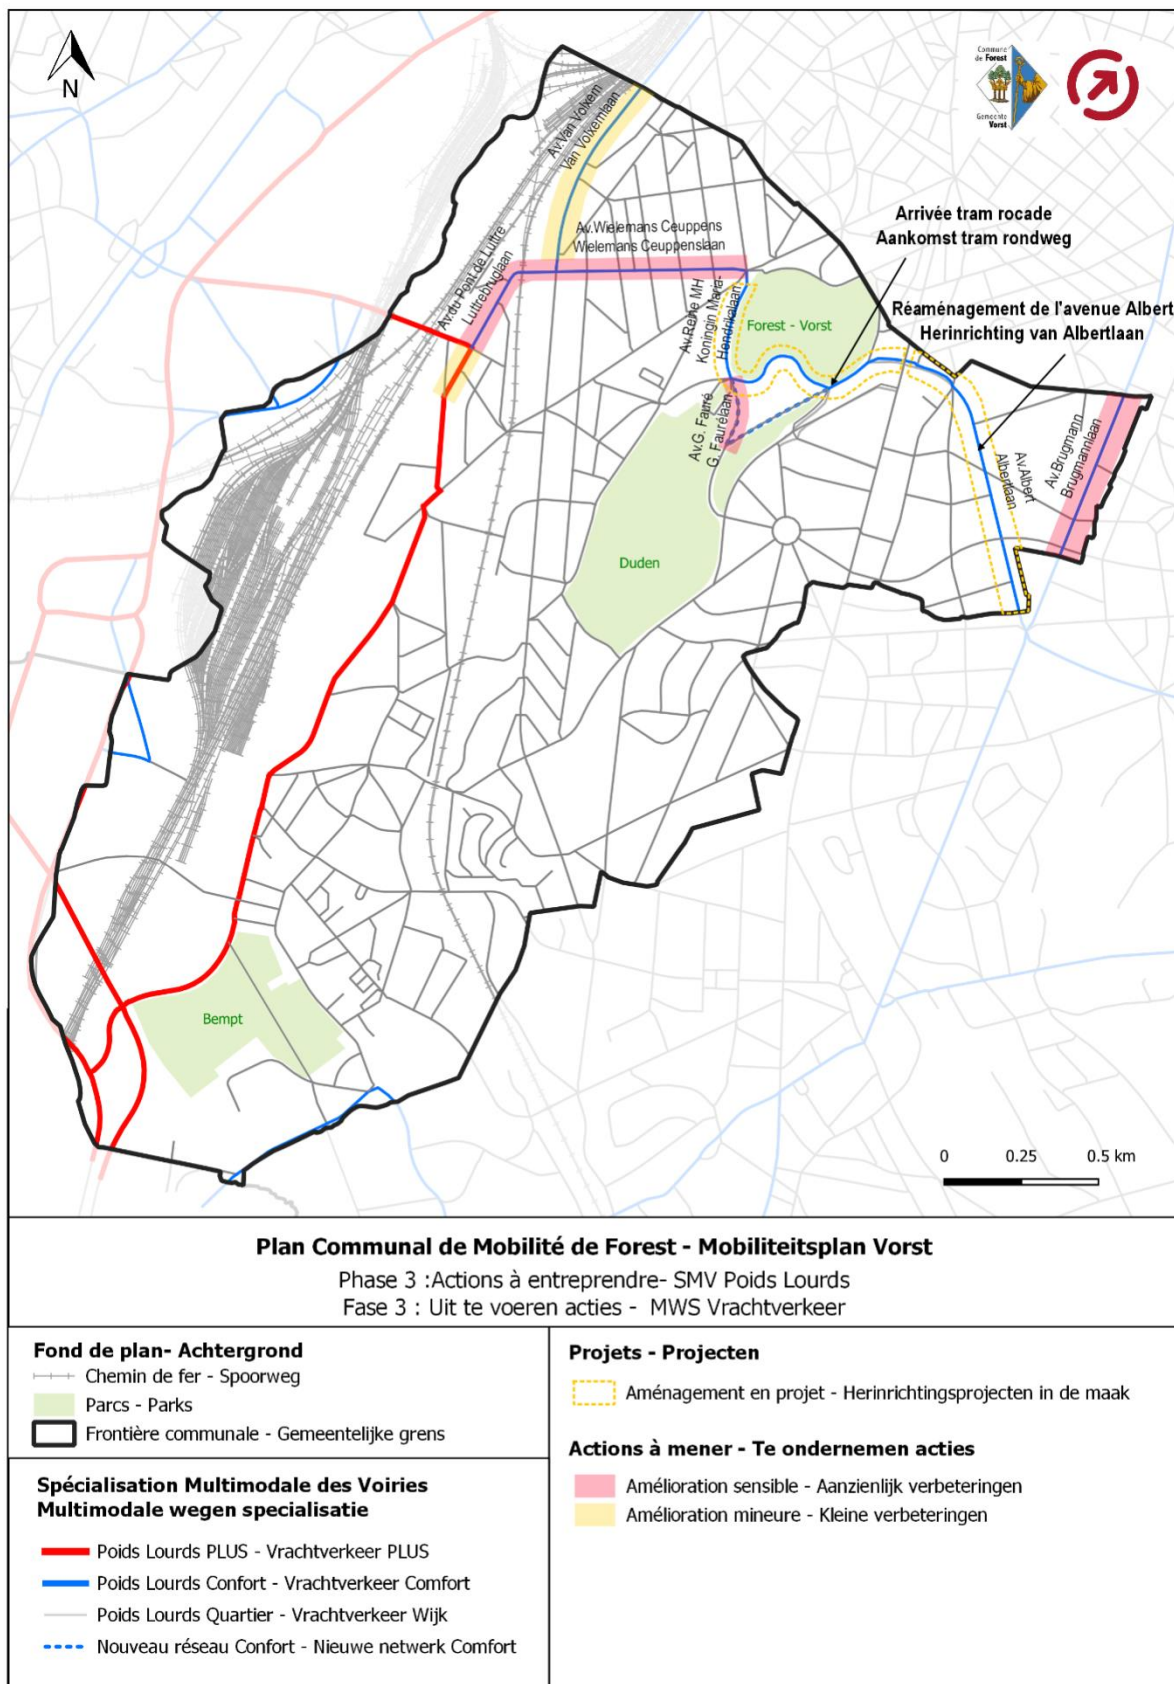 N
Commune
de Forest
Gemeente
Vorst
Av.Van Volxem
Van Volxemlaan
Av.Wielemans Ceuppens
Wielemans Ceuppenslaan
Av.du Pont de Luttre
Luttrebruglaan
Arrivée tram rocade
Aankomst tram rondweg
Réaménagement de l'avenue Albert
Herinrichting van Albertlaan
Av.Reine MH
Koningin Maria-
Hendrikalaan
Forest - Vorst
Av.G. Fauré
G. Faurélaan
Av.Albert
Albertlaan
Av.Brugmann
Brugmannlaan
Duden
Bempt
0 0.25 0.5 km
Plan Communal de Mobilité de Forest - Mobiliteitsplan Vorst
Phase 3 :Actions à entreprendre- SMV Poids Lourds
Fase 3 : Uit te voeren acties - MWS Vrachtverkeer
Fond de plan- Achtergrond
Chemin de fer - Spoorweg
Parcs - Parks
Frontière communale - Gemeentelijke grens
Spécialisation Multimodale des Voiries
Multimodale wegen specialisatie
Poids Lourds PLUS - Vrachtverkeer PLUS
Poids Lourds Confort - Vrachtverkeer Comfort
Poids Lourds Quartier - Vrachtverkeer Wijk
Nouveau réseau Confort - Nieuwe netwerk Comfort
Projets - Projecten
Aménagement en projet - Herinrichtingsprojecten in de maak
Actions à mener - Te ondernemen acties
Amélioration sensible - Aanzienlijk verbeteringen
Amélioration mineure - Kleine verbeteringen